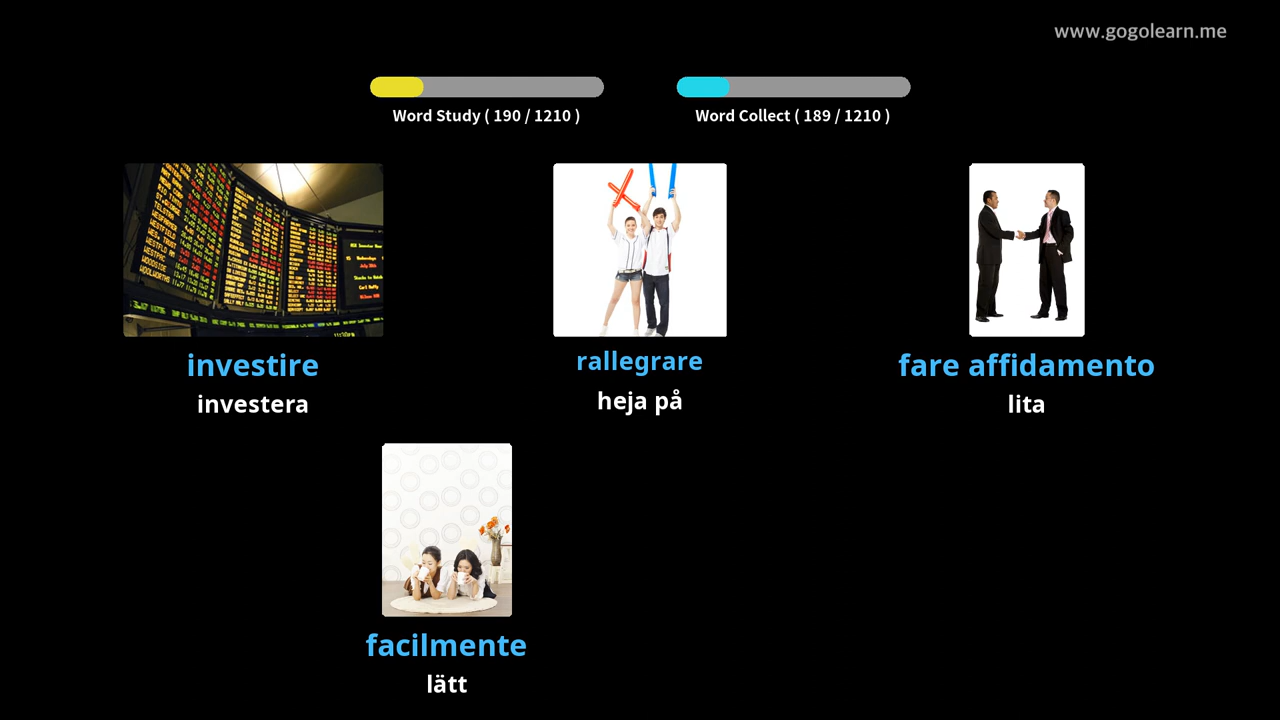 www.gogolearn.me
Word Study ( 190 / 1210 )
Word Collect ( 189 / 1210 )
investire
investera
rallegrare
heja på
fare affidamento
lita
facilmente
lätt